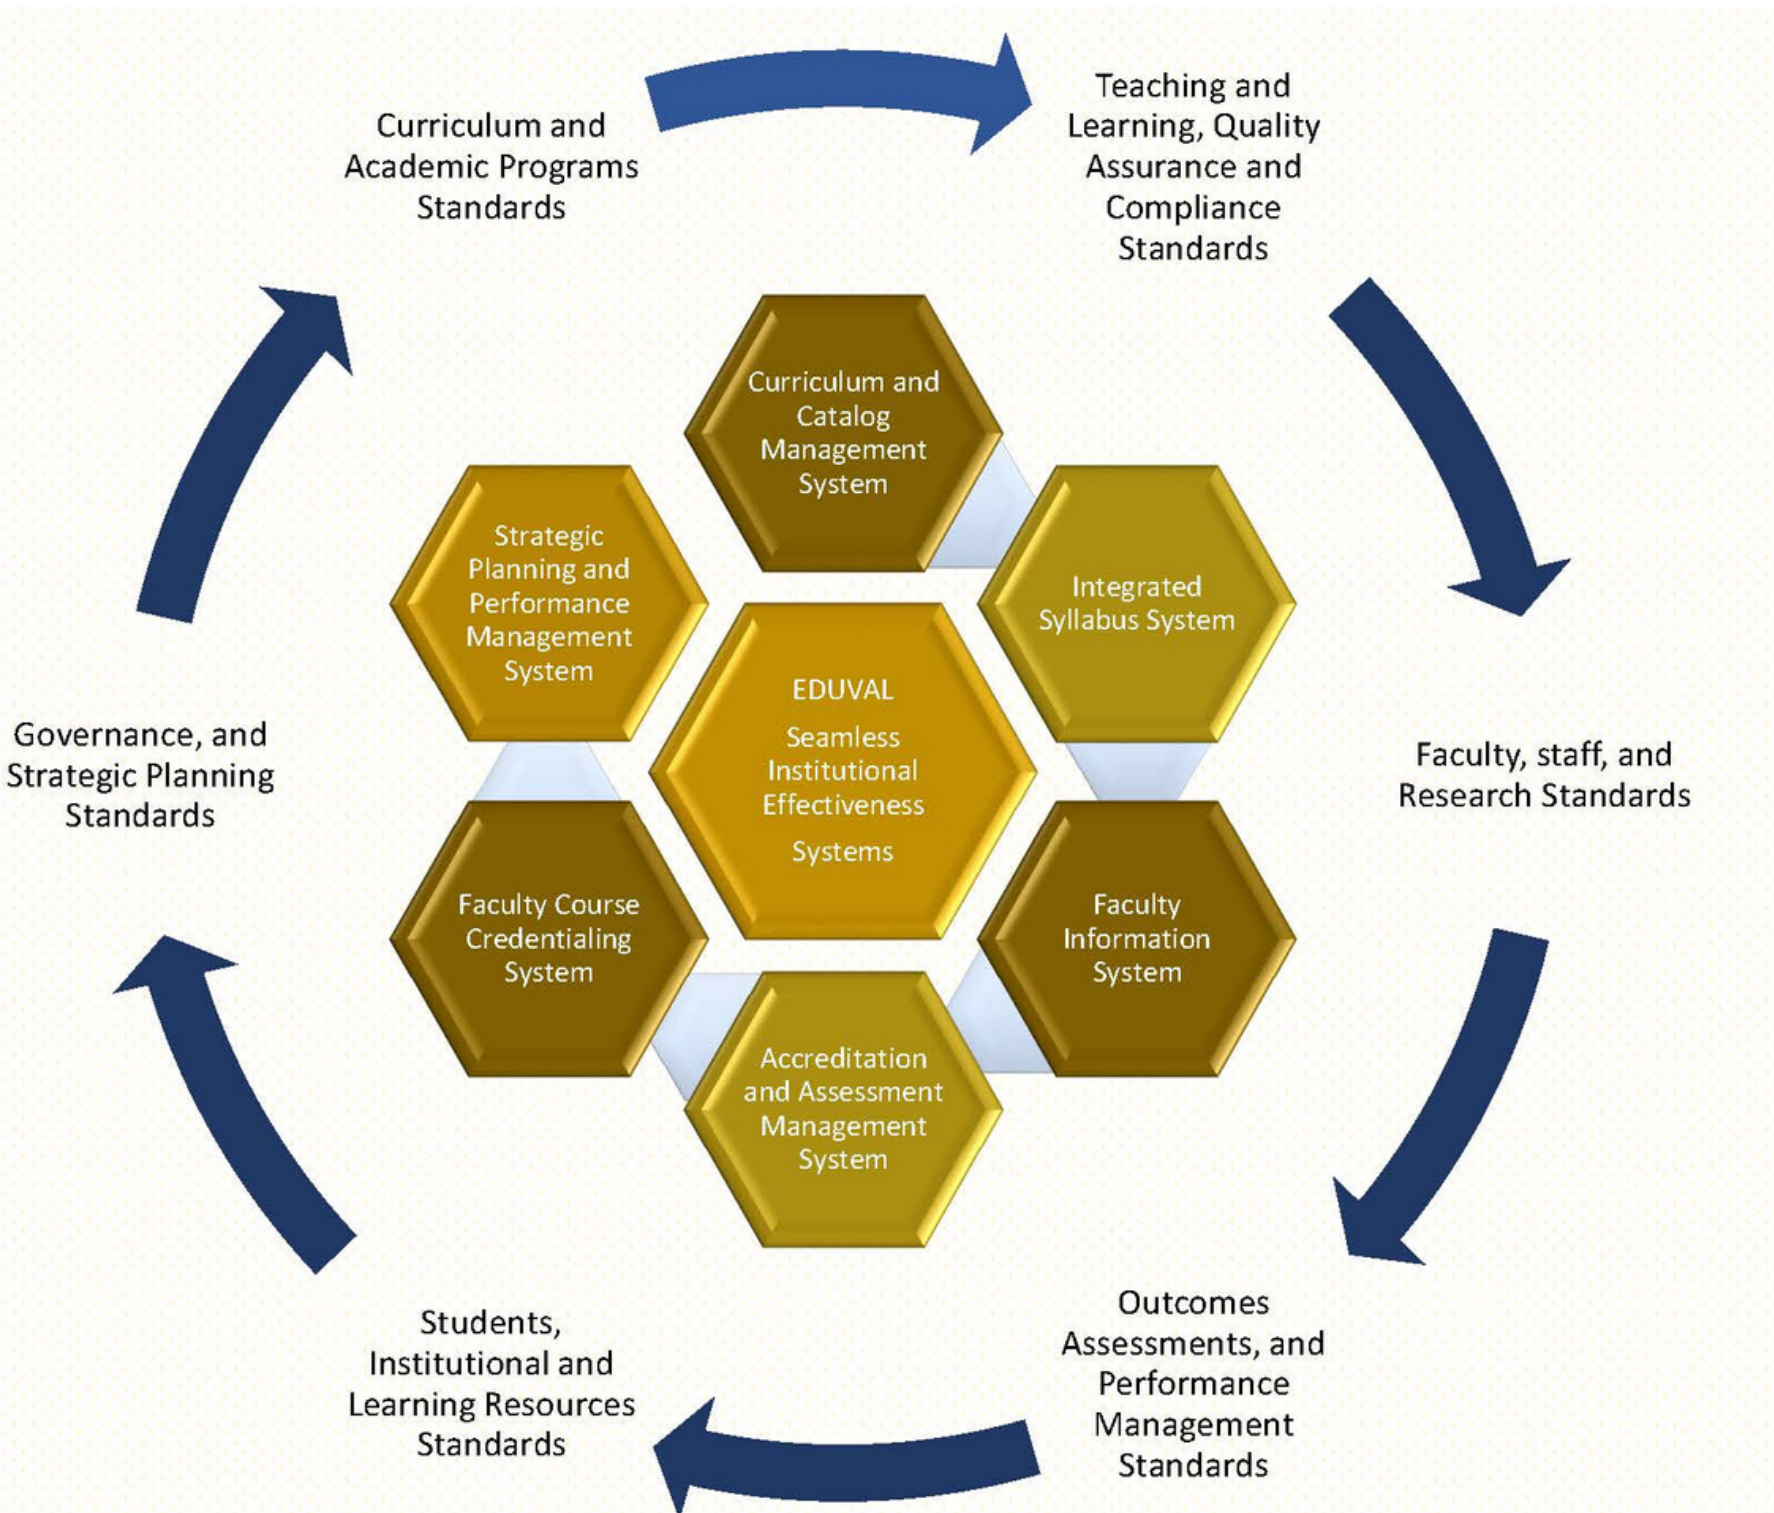 Curriculum and
Academic Programs
Standards
Teaching and
Learning, Quality
Assurance and
Compliance
Standards
Curriculum and
Catalog
Management
System
Strategic
Planning and
Performance
Management
System
Integrated
Syllabus System
EDUVAL
Seamless
Institutional
Effectiveness
Systems
Governance, and
Strategic Planning
Standards
Faculty, staff, and
Research Standards
Faculty Course
Credentialing
System
Faculty
Information
System
Accreditation
and Assessment
Management
System
Students,
Institutional and
Learning Resources
Standards
Outcomes
Assessments, and
Performance
Management
Standards